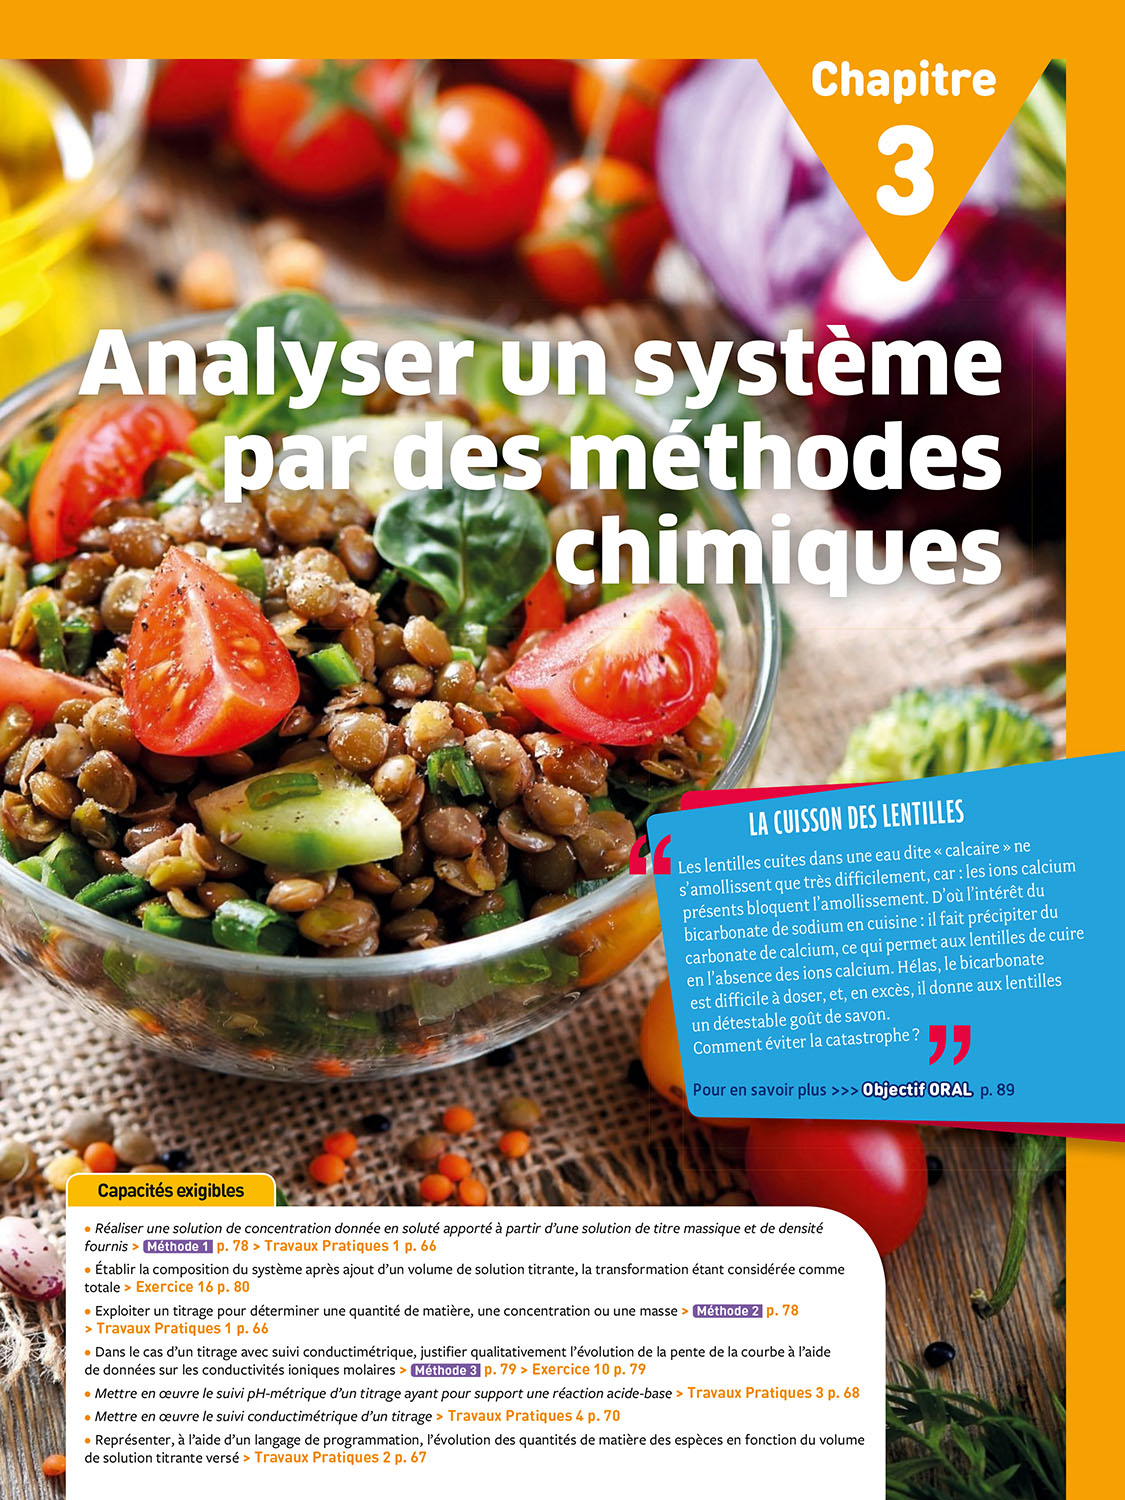 Chapitre
3
Analyser un système
par des méthodes
chimiques
LA CUISSON DES LENTILLES
“ Les lentilles cuites dans une eau dite « calcaire » ne
s’amollissent que très difficilement, car : les ions calcium
présents bloquent l’amollissement. D’où l’intérêt du
bicarbonate de sodium en cuisine : il fait précipiter du
carbonate de calcium, ce qui permet aux lentilles de cuire
en l’absence des ions calcium. Hélas, le bicarbonate
est difficile à doser, et, en excès, il donne aux lentilles
un détestable goût de savon.
Comment éviter la catastrophe ? ”
Pour en savoir plus >>> Objectif ORAL p. 89
Capacités exigibles
• Réaliser une solution de concentration donnée en soluté apporté à partir d’une solution de titre massique et de densité
fournis > Méthode 1 p. 78 > Travaux Pratiques 1 p. 66
• Établir la composition du système après ajout d’un volume de solution titrante, la transformation étant considérée comme
totale > Exercice 16 p. 80
• Exploiter un titrage pour déterminer une quantité de matière, une concentration ou une masse > Méthode 2 p. 78
> Travaux Pratiques 1 p. 66
• Dans le cas d’un titrage avec suivi conductimétrique, justifier qualitativement l’évolution de la pente de la courbe à l’aide
de données sur les conductivités ioniques molaires > Méthode 3 p. 79 > Exercice 10 p. 79
• Mettre en œuvre le suivi pH-métrique d’un titrage ayant pour support une réaction acide-base > Travaux Pratiques 3 p. 68
• Mettre en œuvre le suivi conductimétrique d’un titrage > Travaux Pratiques 4 p. 70
• Représenter, à l’aide d’un langage de programmation, l’évolution des quantités de matière des espèces en fonction du volume
de solution titrante versé > Travaux Pratiques 2 p. 67